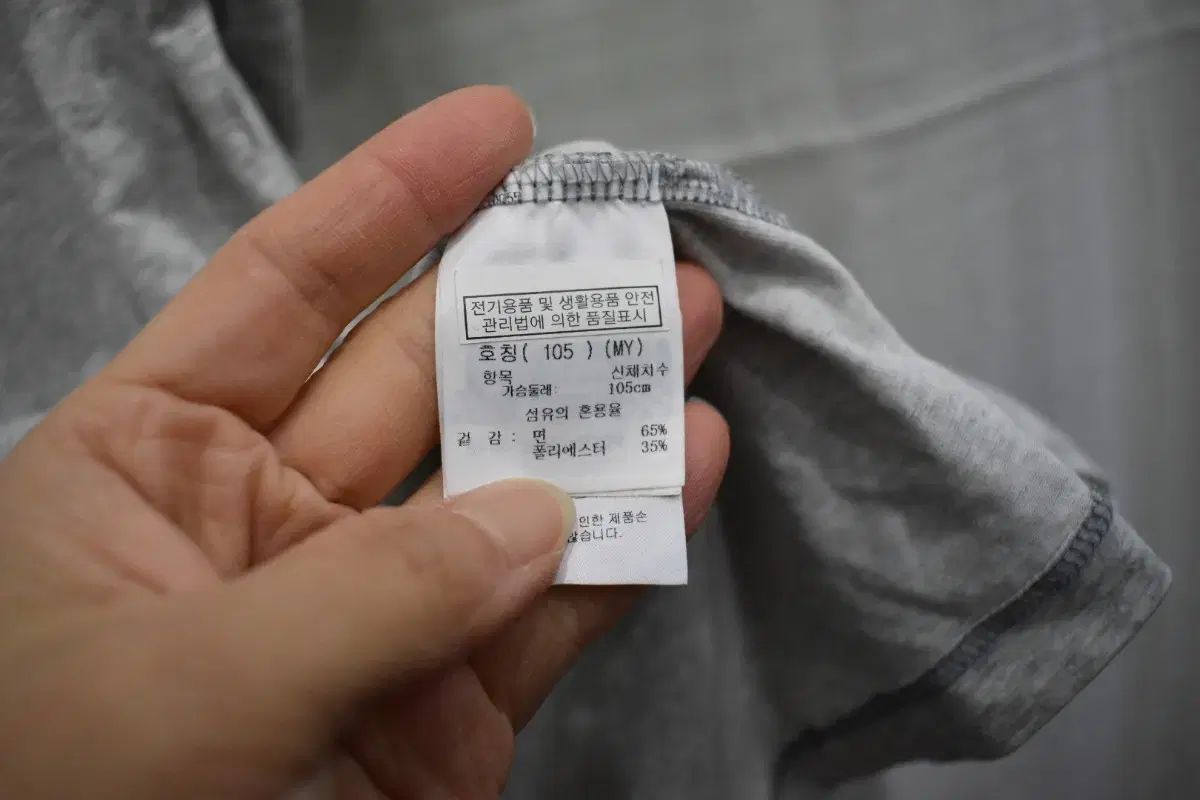 전기용품 및 생활용품 안전
관리법에 의한 품질표시
호칭( 105 ) (MY)
항목 신체치수
가슴둘레: 105cm
섬유의 혼용율
겉 감 : 면 65%
폴리에스터 35%
인한 제품손
않습니다.